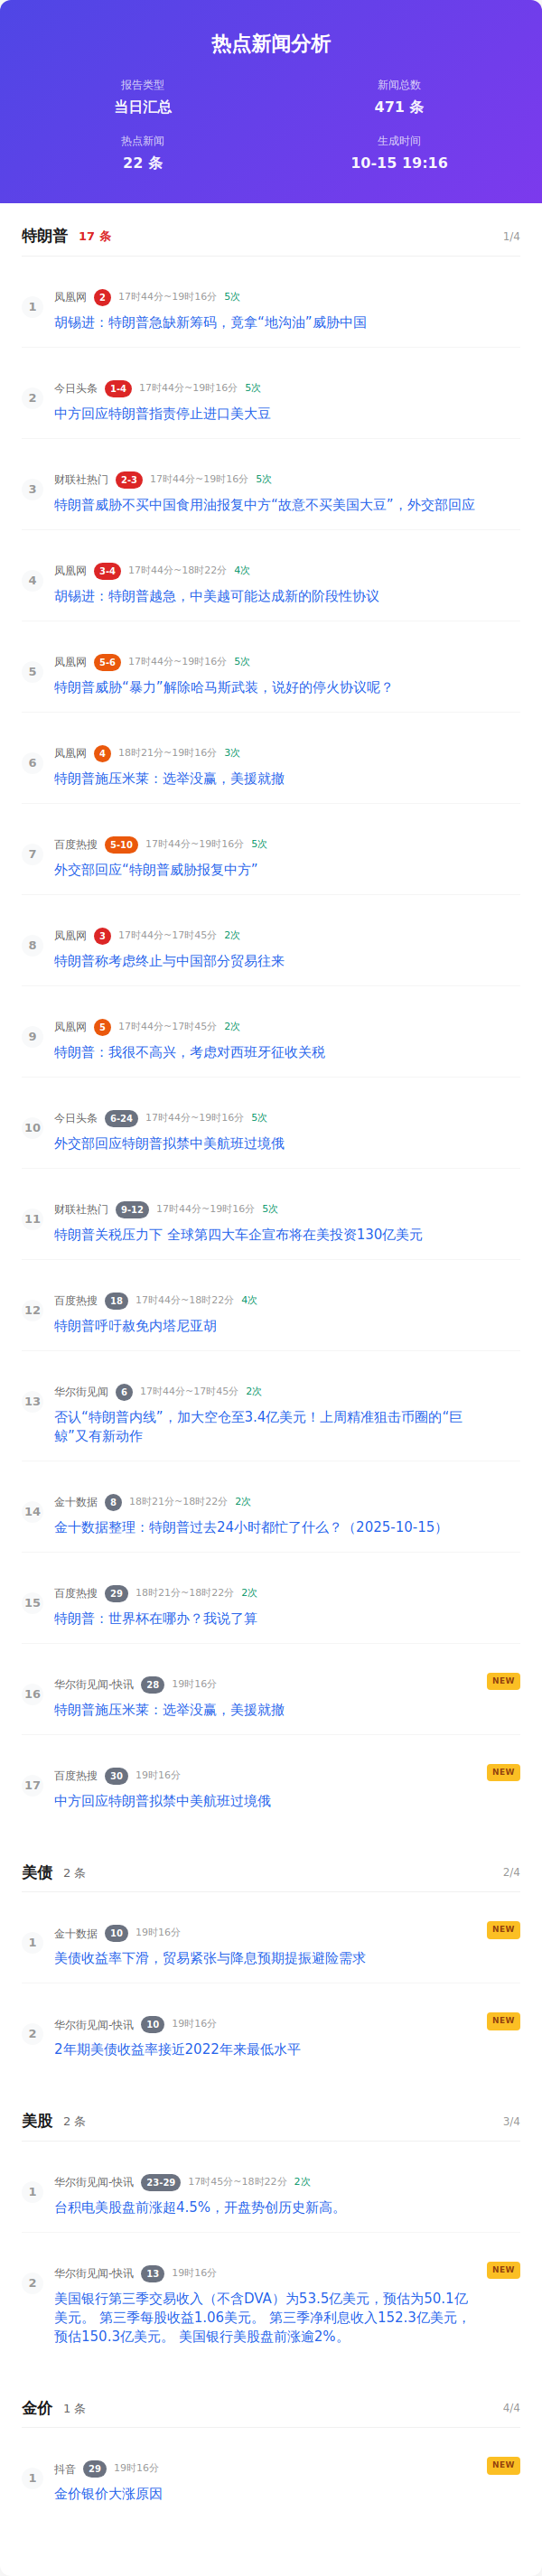 热点新闻分析
报告类型
新闻总数
当日汇总
471 条
热点新闻
生成时间
22 条
10-15 19:16
特朗普 17 条 1/4
1 凤凰网 2 17时44分~19时16分 5次
胡锡进：特朗普急缺新筹码，竟拿“地沟油”威胁中国
2 今日头条 1-4 17时44分~19时16分 5次
中方回应特朗普指责停止进口美大豆
3 财联社热门 2-3 17时44分~19时16分 5次
特朗普威胁不买中国食用油报复中方“故意不买美国大豆”，外交部回应
4 凤凰网 3-4 17时44分~18时22分 4次
胡锡进：特朗普越急，中美越可能达成新的阶段性协议
5 凤凰网 5-6 17时44分~19时16分 5次
特朗普威胁“暴力”解除哈马斯武装，说好的停火协议呢？
6 凤凰网 4 18时21分~19时16分 3次
特朗普施压米莱：选举没赢，美援就撤
7 百度热搜 5-10 17时44分~19时16分 5次
外交部回应“特朗普威胁报复中方”
8 凤凰网 3 17时44分~17时45分 2次
特朗普称考虑终止与中国部分贸易往来
9 凤凰网 5 17时44分~17时45分 2次
特朗普：我很不高兴，考虑对西班牙征收关税
10 今日头条 6-24 17时44分~19时16分 5次
外交部回应特朗普拟禁中美航班过境俄
11 财联社热门 9-12 17时44分~19时16分 5次
特朗普关税压力下 全球第四大车企宣布将在美投资130亿美元
12 百度热搜 18 17时44分~18时22分 4次
特朗普呼吁赦免内塔尼亚胡
13 华尔街见闻 6 17时44分~17时45分 2次
否认“特朗普内线”，加大空仓至3.4亿美元！上周精准狙击币圈的“巨
鲸”又有新动作
14 金十数据 8 18时21分~18时22分 2次
金十数据整理：特朗普过去24小时都忙了什么？（2025-10-15）
15 百度热搜 29 18时21分~18时22分 2次
特朗普：世界杯在哪办？我说了算
16 华尔街见闻-快讯 28 19时16分 NEW
特朗普施压米莱：选举没赢，美援就撤
17 百度热搜 30 19时16分 NEW
中方回应特朗普拟禁中美航班过境俄
美债 2 条 2/4
1 金十数据 10 19时16分 NEW
美债收益率下滑，贸易紧张与降息预期提振避险需求
2 华尔街见闻-快讯 10 19时16分 NEW
2年期美债收益率接近2022年来最低水平
美股 2 条 3/4
1 华尔街见闻-快讯 23-29 17时45分~18时22分 2次
台积电美股盘前涨超4.5%，开盘势创历史新高。
2 华尔街见闻-快讯 13 19时16分 NEW
美国银行第三季交易收入（不含DVA）为53.5亿美元，预估为50.1亿
美元。 第三季每股收益1.06美元。 第三季净利息收入152.3亿美元，
预估150.3亿美元。 美国银行美股盘前涨逾2%。
金价 1 条 4/4
1 抖音 29 19时16分 NEW
金价银价大涨原因